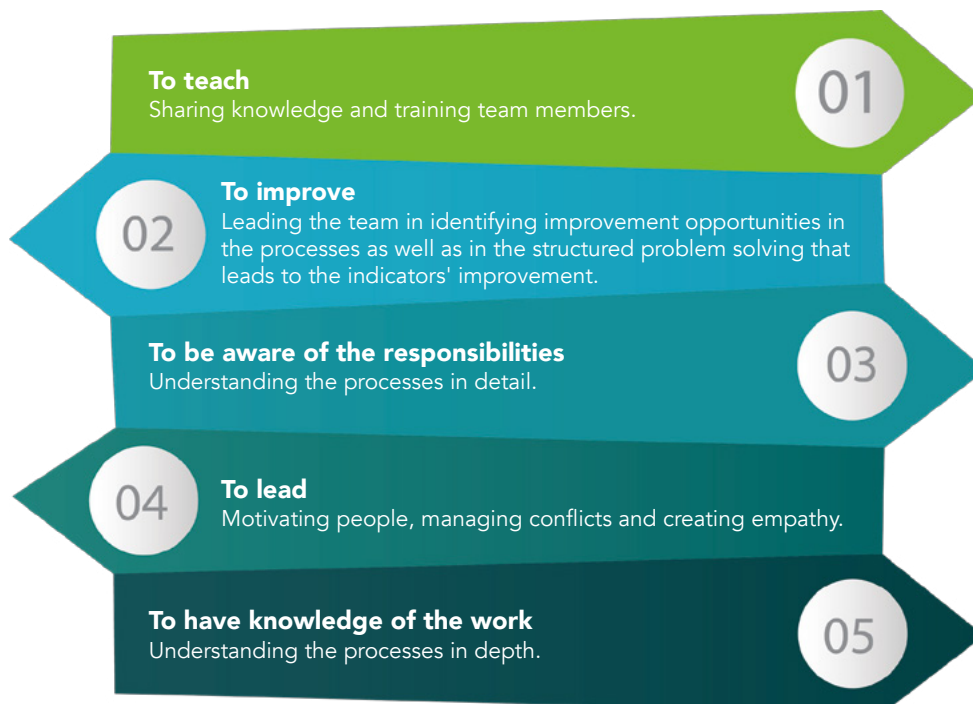 To teach
Sharing knowledge and training team members.
01
To improve
02
Leading the team in identifying improvement opportunities in
the processes as well as in the structured problem solving that
leads to the indicators' improvement.
To be aware of the responsibilities
Understanding the processes in detail.
03
To lead
04
Motivating people, managing conflicts and creating empathy.
To have knowledge of the work
Understanding the processes in depth.
05